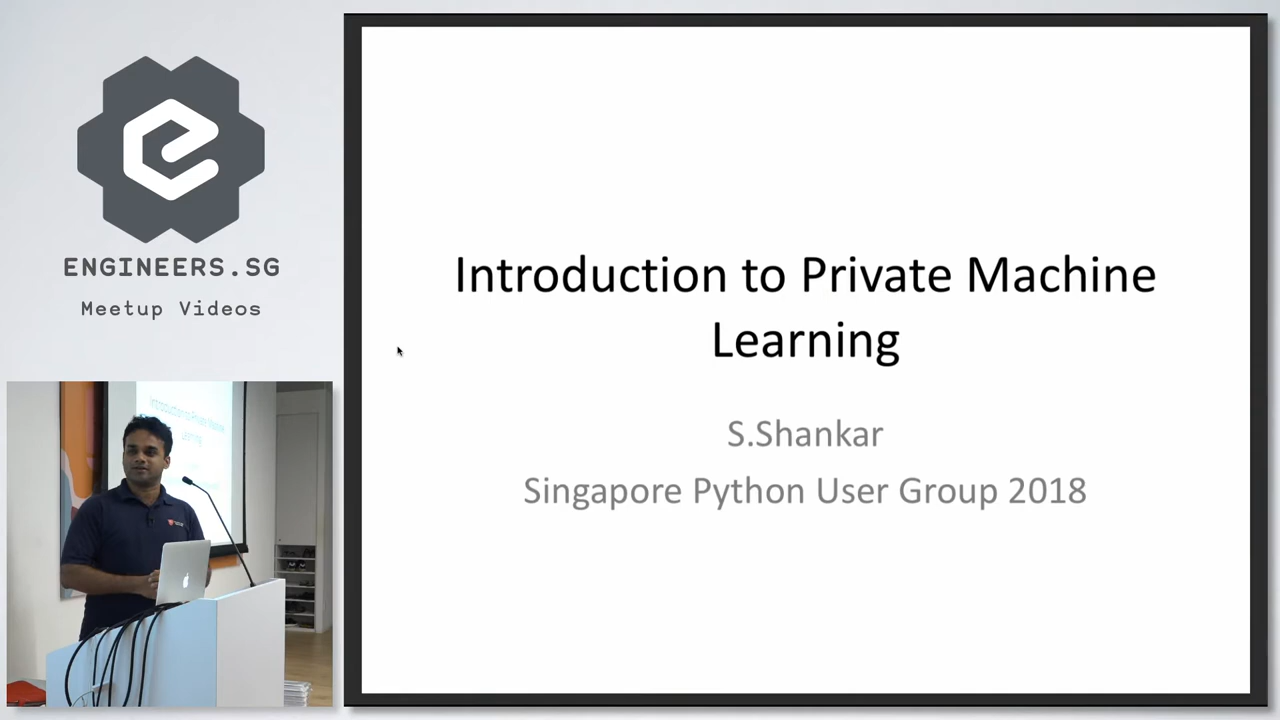 ENGINEERS.SG
Meetup Videos
Introduction to Private Machine
Learning
S.Shankar
Singapore Python User Group 2018